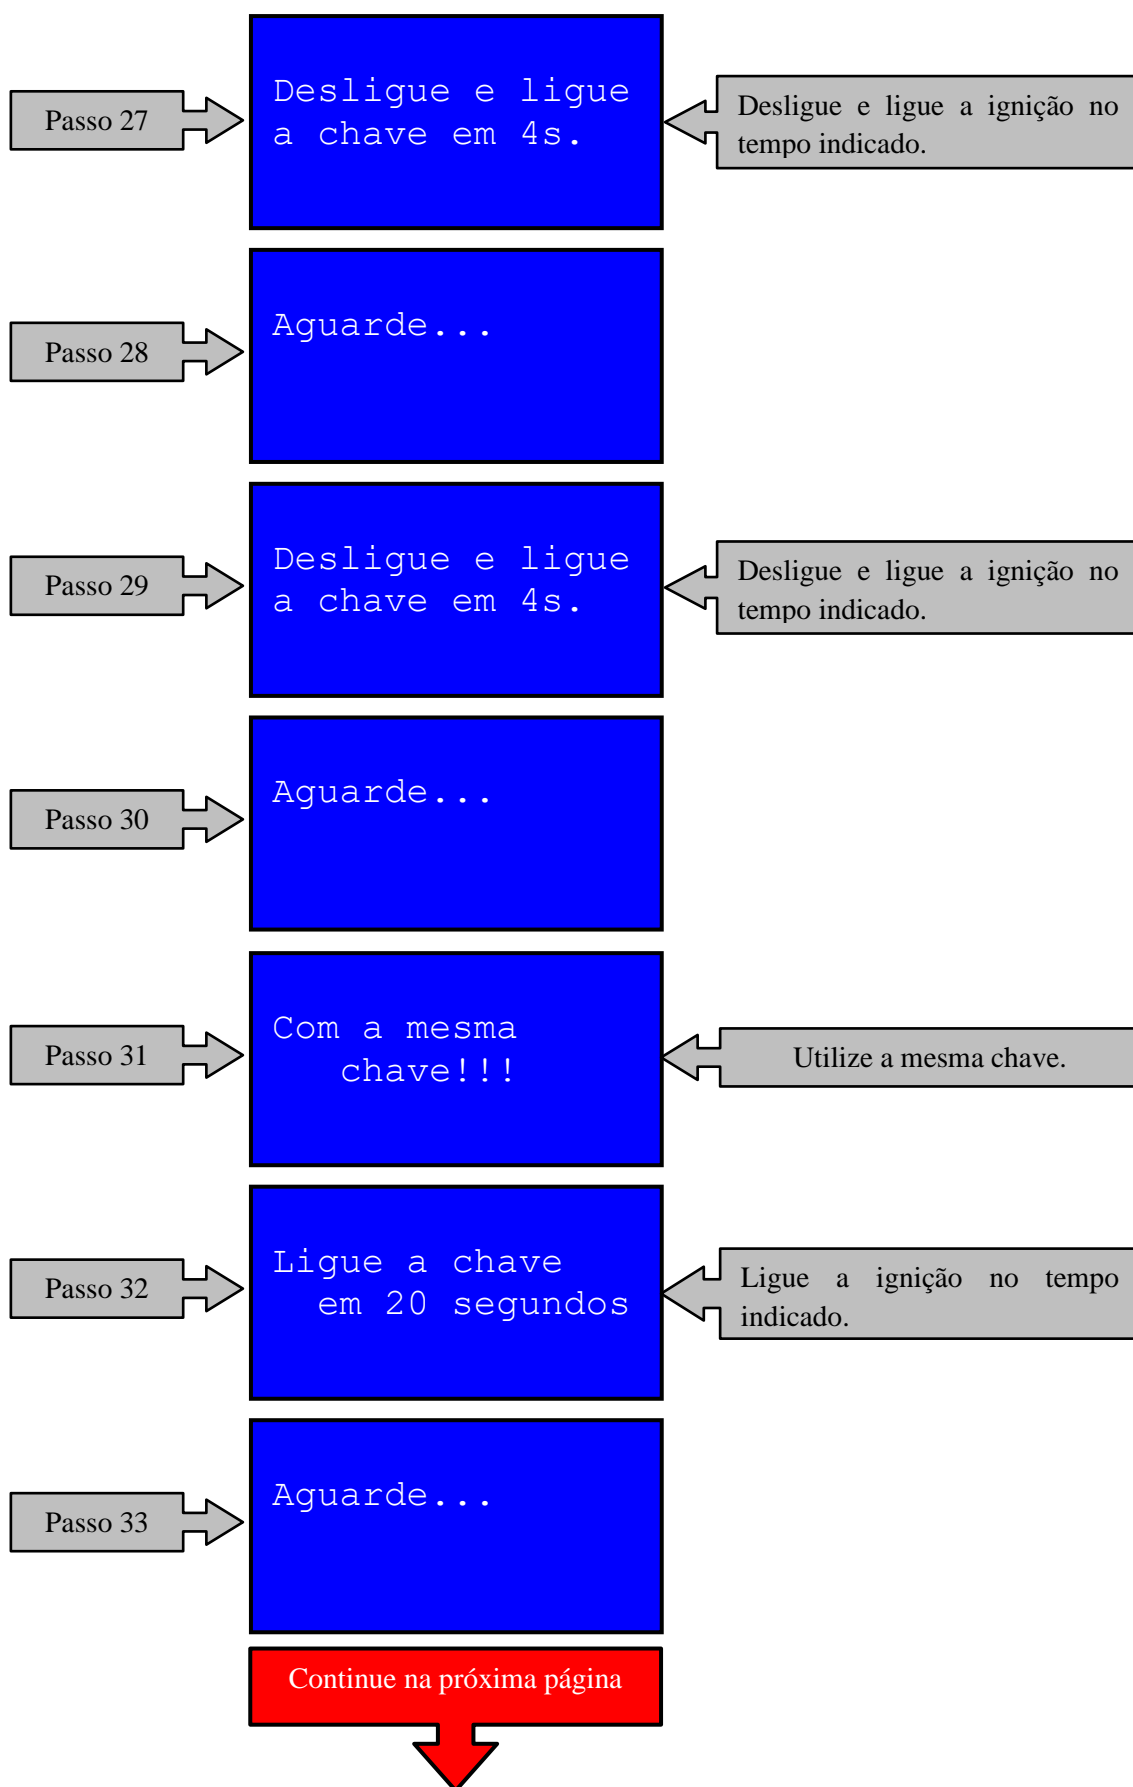 Passo 27
Desligue e ligue
a chave em 4s.
Desligue e ligue a ignição no
tempo indicado.
Passo 28
Aguarde...
Passo 29
Desligue e ligue
a chave em 4s.
Desligue e ligue a ignição no
tempo indicado.
Passo 30
Aguarde...
Passo 31
Com a mesma
chave!!!
Utilize a mesma chave.
Passo 32
Ligue a chave
em 20 segundos
Ligue a ignição no tempo
indicado.
Passo 33
Aguarde...
Continue na próxima página